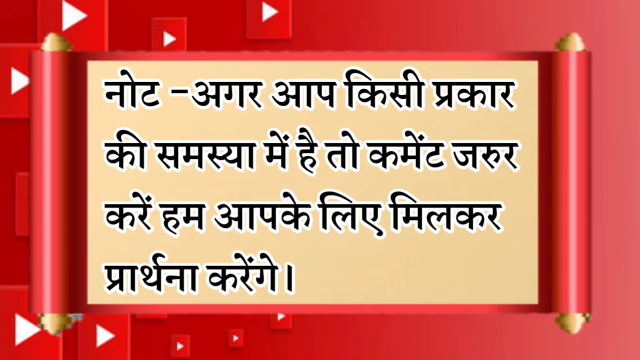 नोट -अगर आप किसी प्रकार
की समस्या में है तो कमेंट जरुर
करें हम आपके लिए मिलकर
प्रार्थना करेंगे।